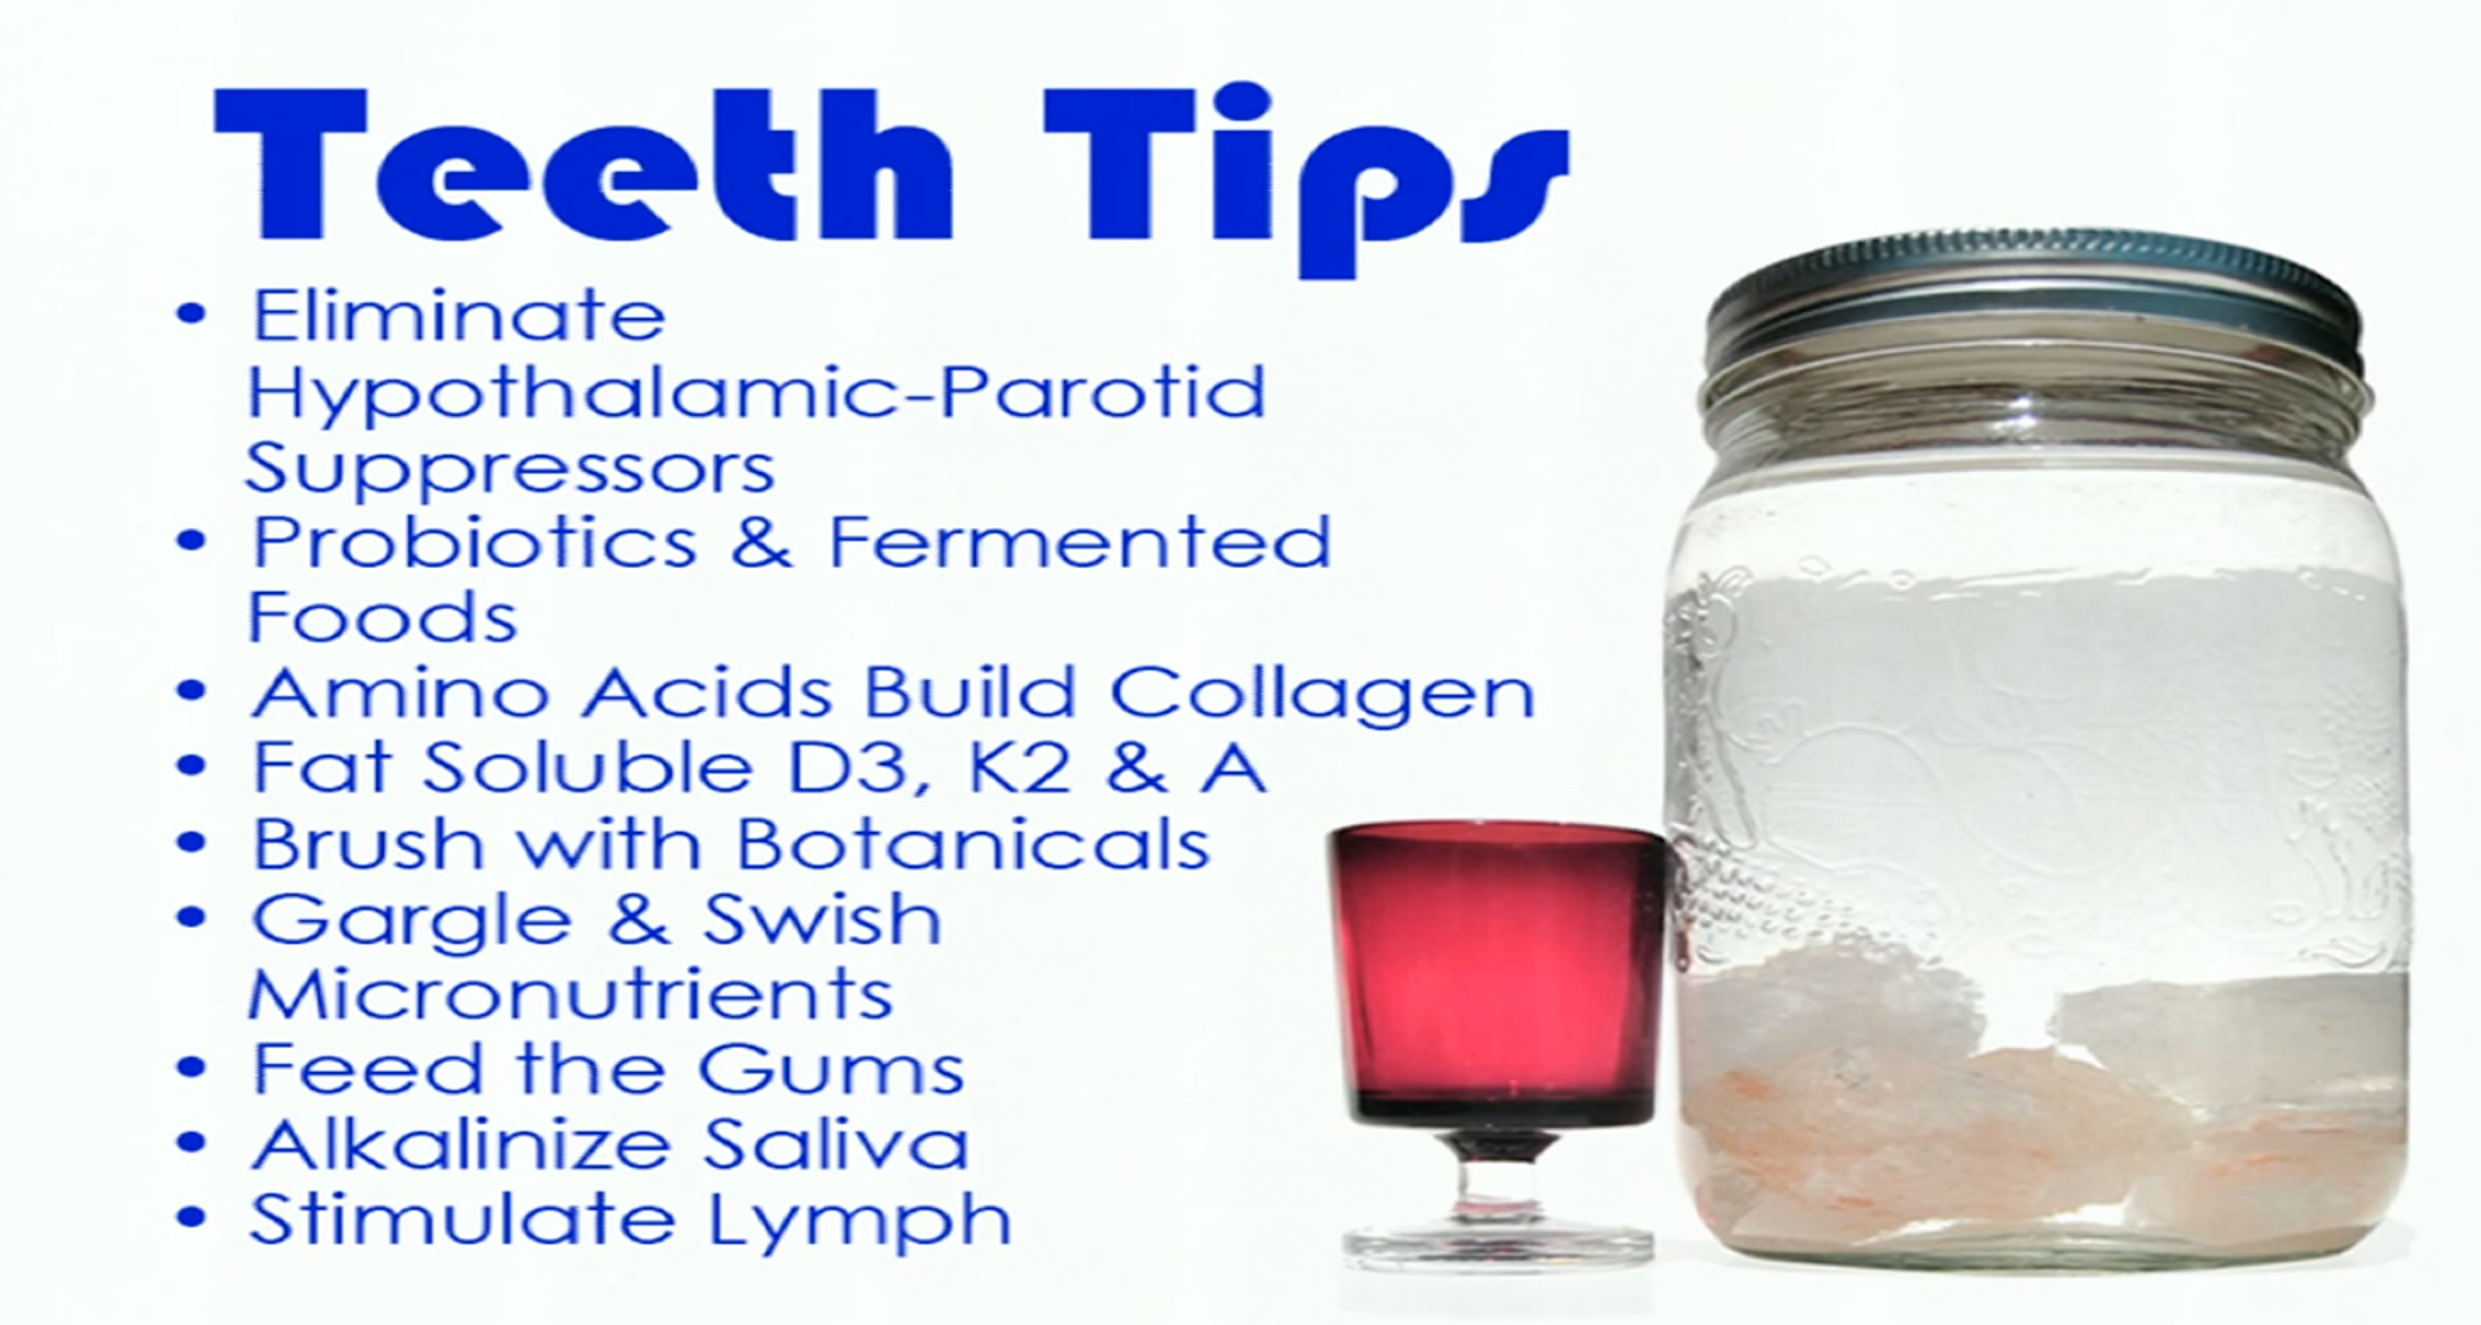 Teeth Tips
• Eliminate
Hypothalamic-Parotid
Suppressors
• Probiotics & Fermented
Foods
• Amino Acids Build Collagen
• Fat Soluble D3, K2 & A
• Brush with Botanicals
• Gargle & Swish
Micronutrients
• Feed the Gums
• Alkalinize Saliva
• Stimulate Lymph